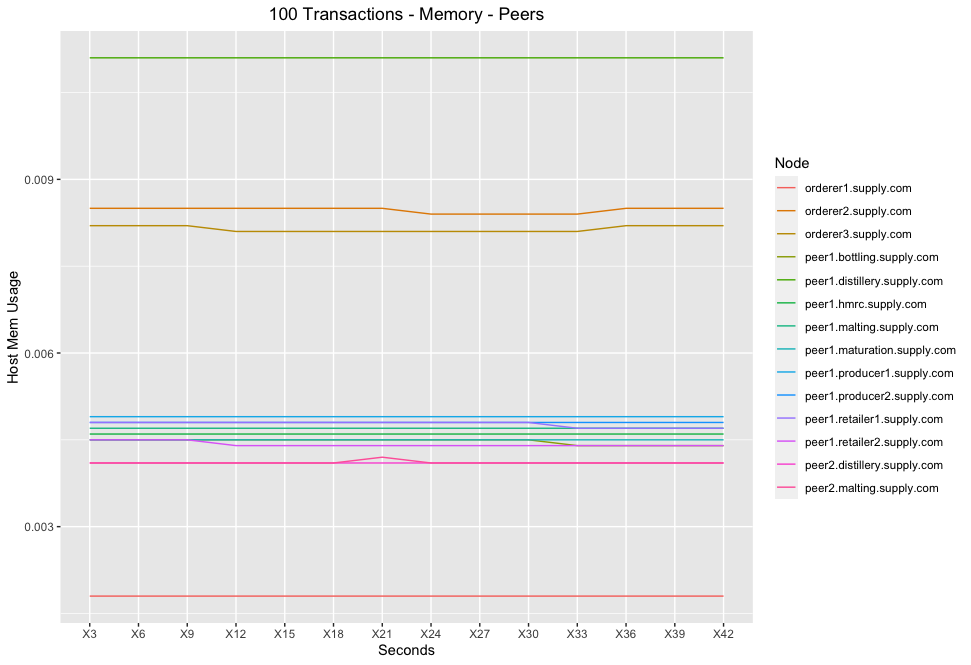 100 Transactions - Memory - Peers
Host Mem Usage
0.009
0.006
0.003
X3 X6 X9 X12 X15 X18 X21 X24 X27 X30 X33 X36 X39 X42
Seconds
Node
orderer1.supply.com
orderer2.supply.com
orderer3.supply.com
peer1.bottling.supply.com
peer1.distillery.supply.com
peer1.hmrc.supply.com
peer1.malting.supply.com
peer1.maturation.supply.com
peer1.producer1.supply.com
peer1.producer2.supply.com
peer1.retailer1.supply.com
peer1.retailer2.supply.com
peer2.distillery.supply.com
peer2.malting.supply.com